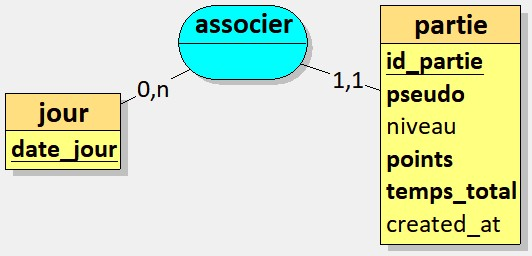 associer
0,n
1,1
jour
date_jour
partie
id_partie
pseudo
niveau
points
temps_total
created_at